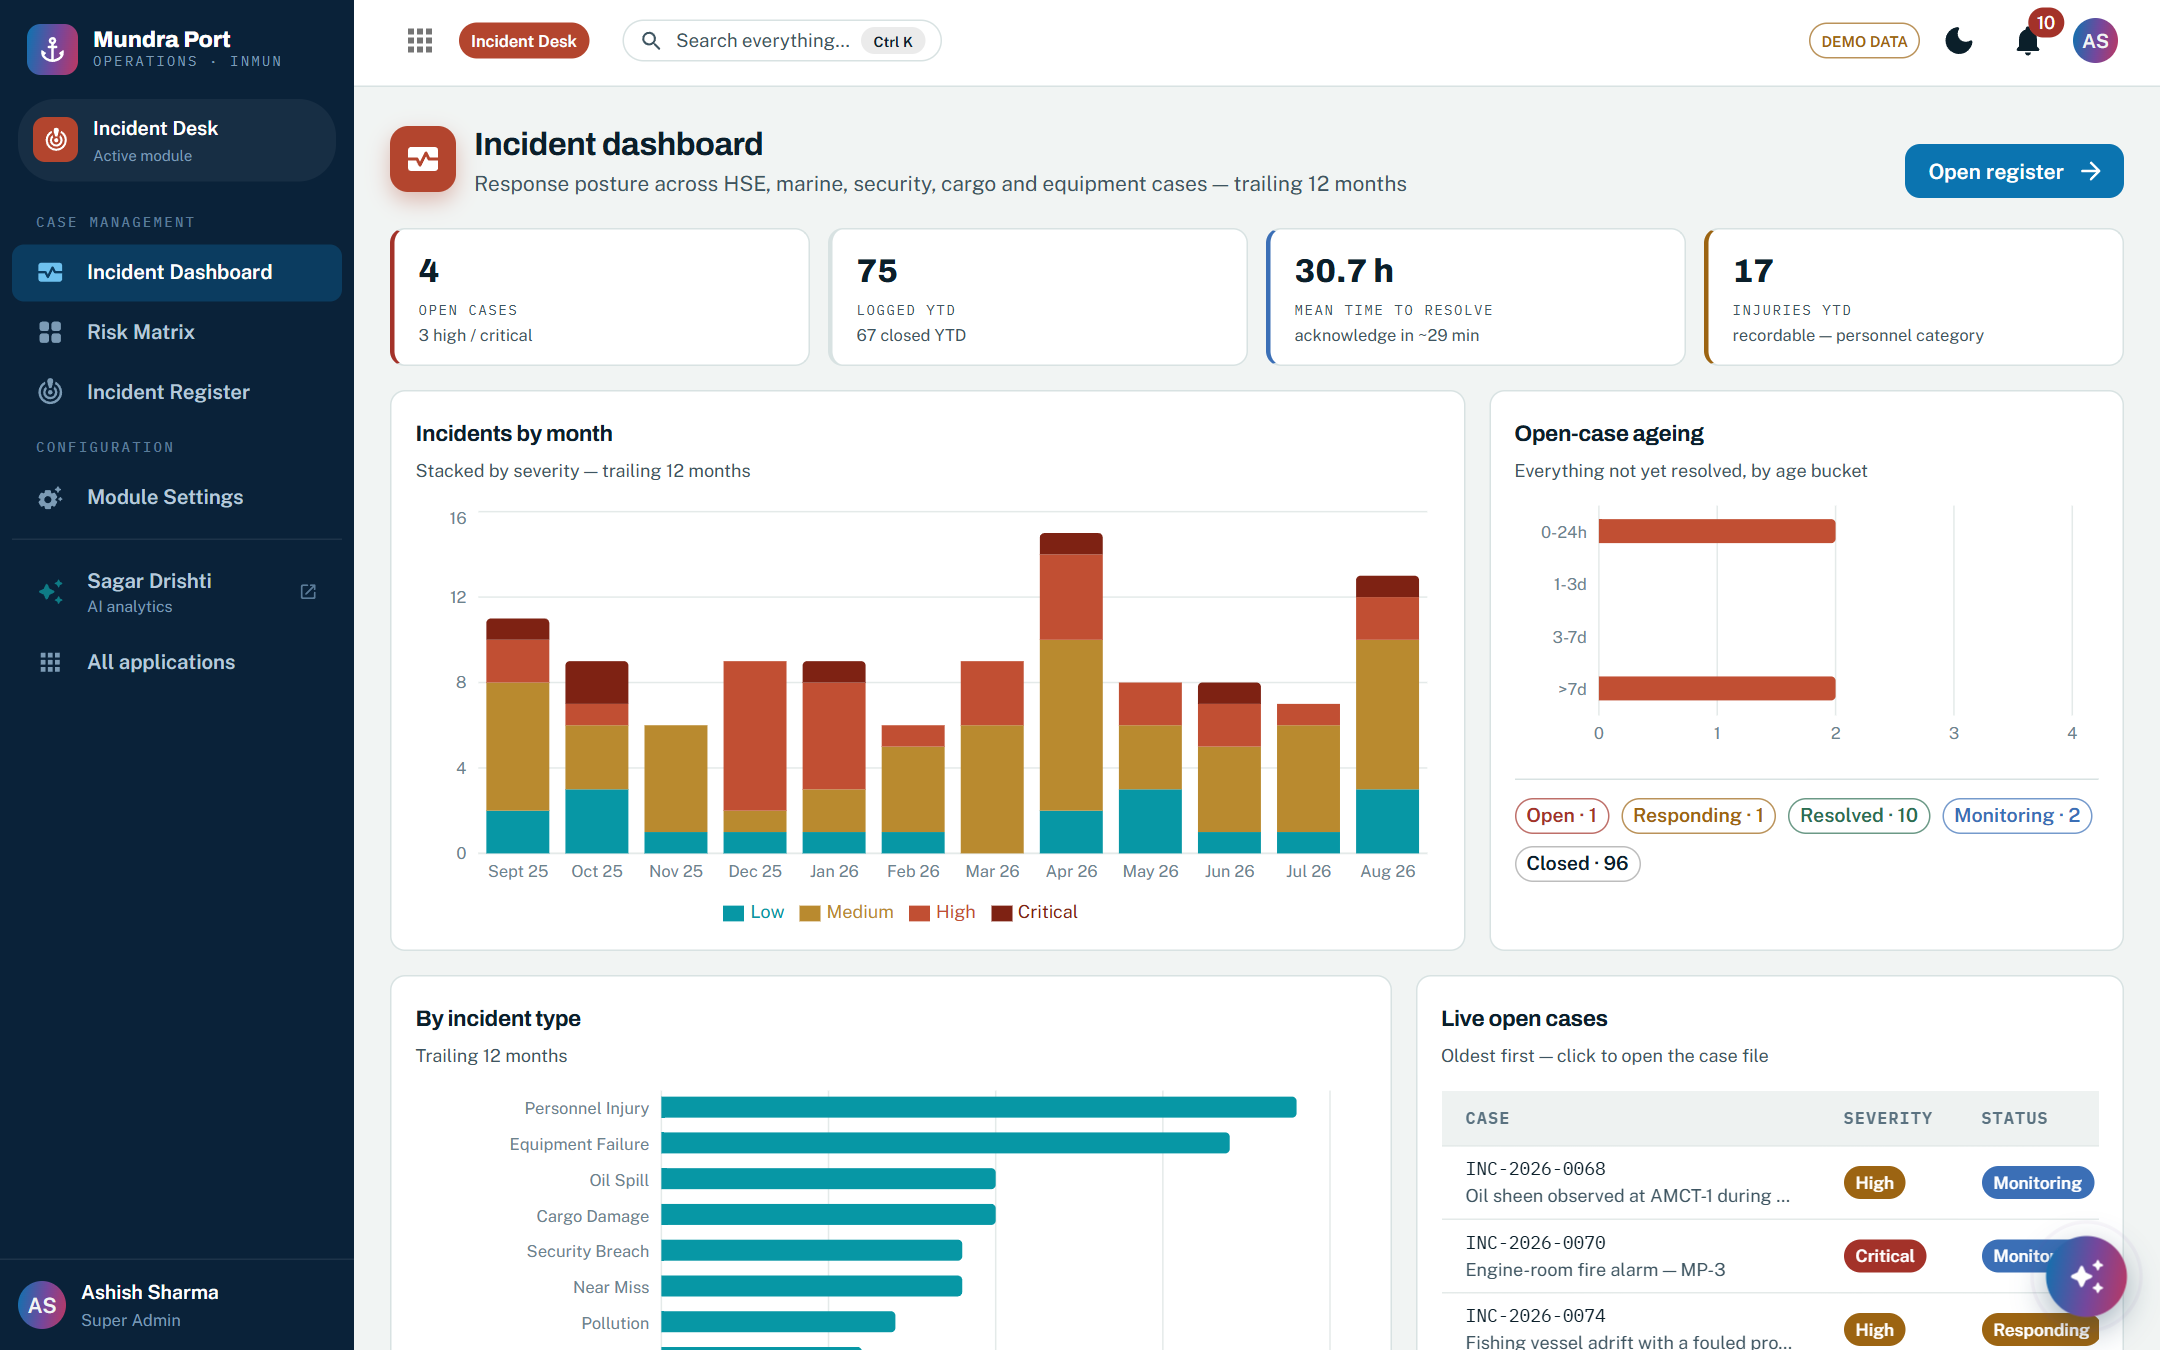 Mundra Port
OPERATIONS · INMUN
Incident Desk
Active module
CASE MANAGEMENT
Incident Dashboard
Risk Matrix
Incident Register
CONFIGURATION
Module Settings
Sagar Drishti
AI analytics
All applications
AS
Ashish Sharma
Super Admin
Incident Desk
Search everything...
Ctrl K
DEMO DATA
10
AS
Incident dashboard
Response posture across HSE, marine, security, cargo and equipment cases — trailing 12 months
Open register
4
OPEN CASES
3 high / critical
75
LOGGED YTD
67 closed YTD
30.7 h
MEAN TIME TO RESOLVE
acknowledge in ~29 min
17
INJURIES YTD
recordable — personnel category
Incidents by month
Stacked by severity — trailing 12 months
16
12
8
4
0
Sept 25 Oct 25 Nov 25 Dec 25 Jan 26 Feb 26 Mar 26 Apr 26 May 26 Jun 26 Jul 26 Aug 26
Low Medium High Critical
Open-case ageing
Everything not yet resolved, by age bucket
0-24h
1-3d
3-7d
>7d
0 1 2 3 4
Open · 1 Responding · 1 Resolved · 10 Monitoring · 2
Closed · 96
By incident type
Trailing 12 months
Personnel Injury
Equipment Failure
Oil Spill
Cargo Damage
Security Breach
Near Miss
Pollution
Live open cases
Oldest first — click to open the case file
CASE SEVERITY STATUS
INC-2026-0068
Oil sheen observed at AMCT-1 during ...
High Monitoring
INC-2026-0070
Engine-room fire alarm — MP-3
Critical
INC-2026-0074
Fishing vessel adrift with a fouled pro...
High Responding